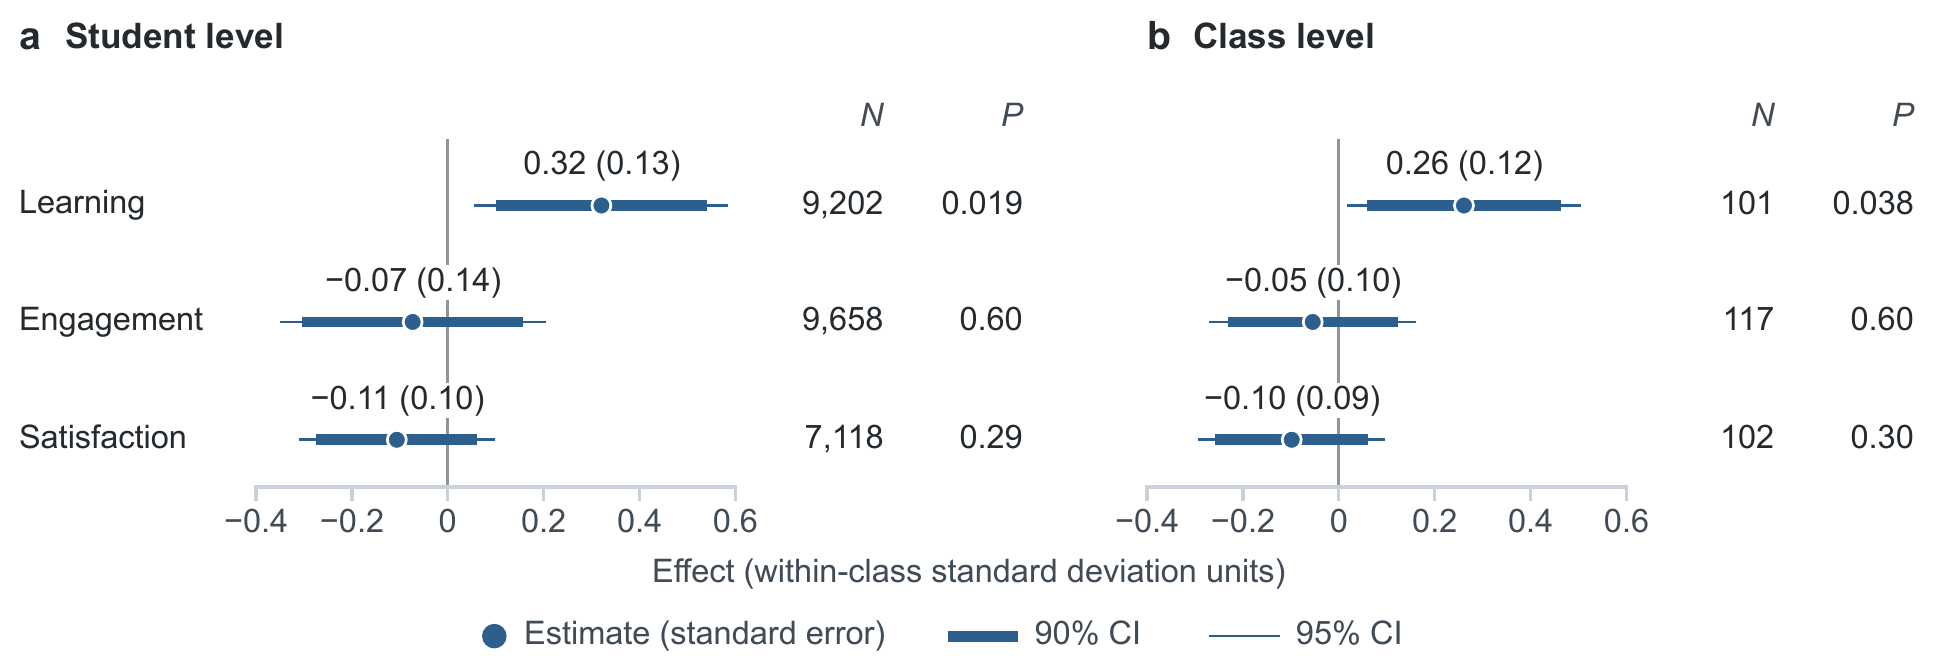 a Student level
b Class level
N P
N P
0.32 (0.13)
0.26 (0.12)
Learning 9,202 0.019 101 0.038
−0.07 (0.14)
−0.05 (0.10)
Engagement 9,658 0.60 117 0.60
−0.11 (0.10)
−0.10 (0.09)
Satisfaction 7,118 0.29 102 0.30
−0.4 −0.2 0 0.2 0.4 0.6
−0.4 −0.2 0 0.2 0.4 0.6
Effect (within-class standard deviation units)
Estimate (standard error) 90% CI 95% CI